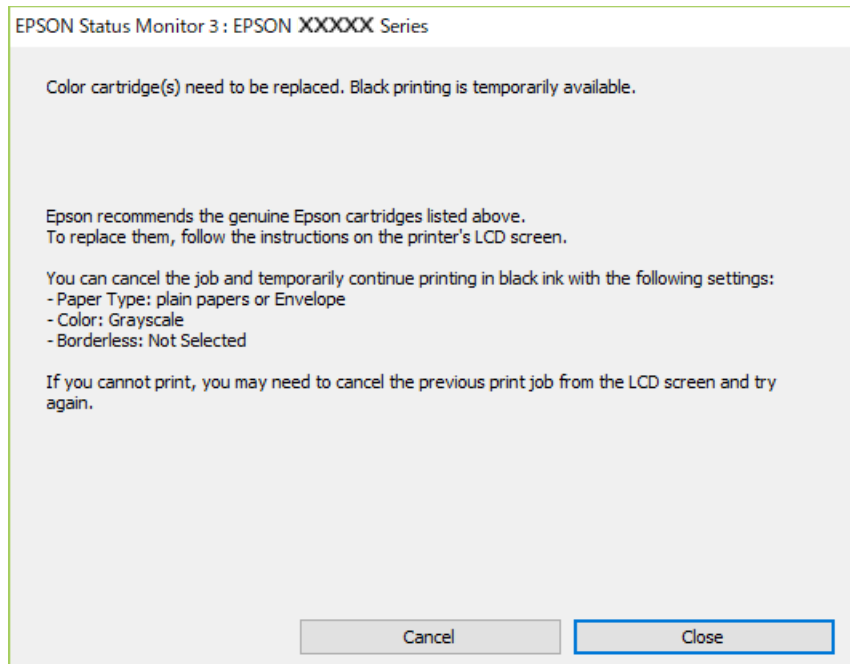 EPSON Status Monitor 3 : EPSON XXXXX Series
Color cartridge(s) need to be replaced. Black printing is temporarily available.
Epson recommends the genuine Epson cartridges listed above.
To replace them, follow the instructions on the printer's LCD screen.
You can cancel the job and temporarily continue printing in black ink with the following settings:
- Paper Type: plain papers or Envelope
- Color: Grayscale
- Borderless: Not Selected
If you cannot print, you may need to cancel the previous print job from the LCD screen and try
again.
Cancel
Close